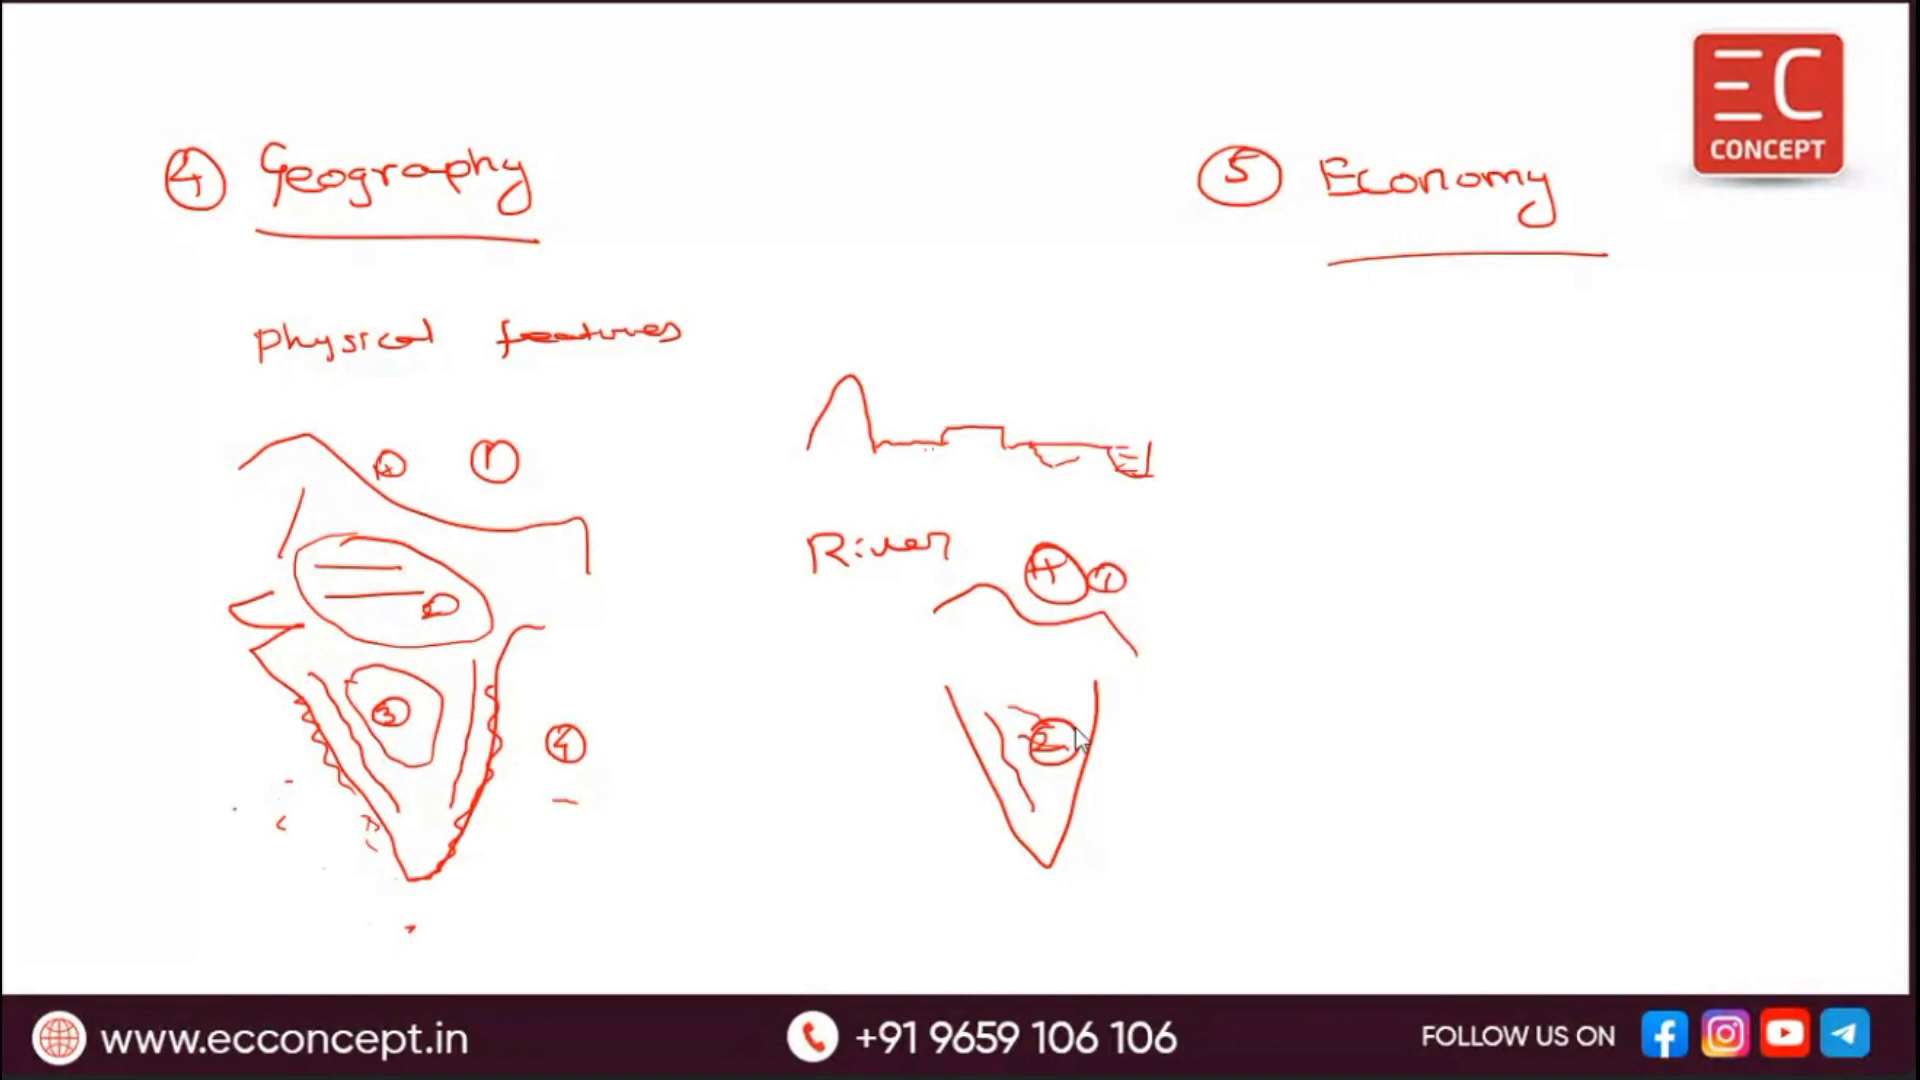 EC
CONCEPT
④ Geography
⑤ Economy
Physical features
H ①
River
H ①
②
③
②
④
www.ecconcept.in
+91 9659 106 106
FOLLOW US ON